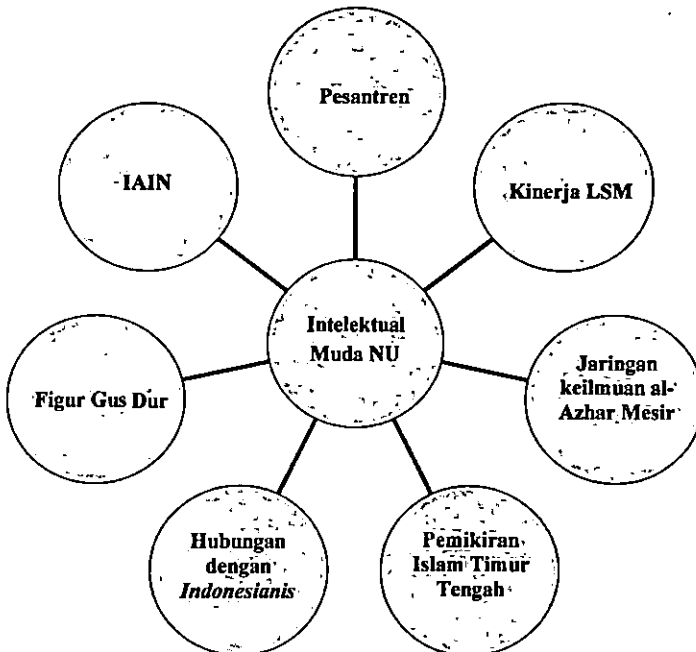 Pesantren
IAIN
Kinerja LSM
Intelektual
Muda NU
Figur Gus Dur
Jaringan
keilmuan al-
Azhar Mesir
Hubungan
dengan
Indonesianis
Pemikiran
Islam Timur
Tengah